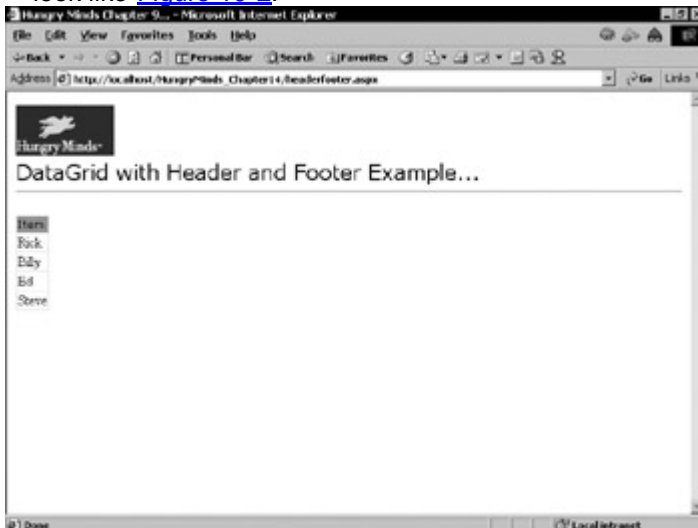 look like Figure 10-2.
Hungry Minds Chapter 9... - Microsoft Internet Explorer
File Edit View Favorites Tools Help
Back Personal Bar Search Favorites
Address http://localhost/HungryMinds_Chapter14/headerfooter.aspx Go Links
Hungry Minds
DataGrid with Header and Footer Example...
Item
Rick
Billy
Ed
Steve
Done Local intranet